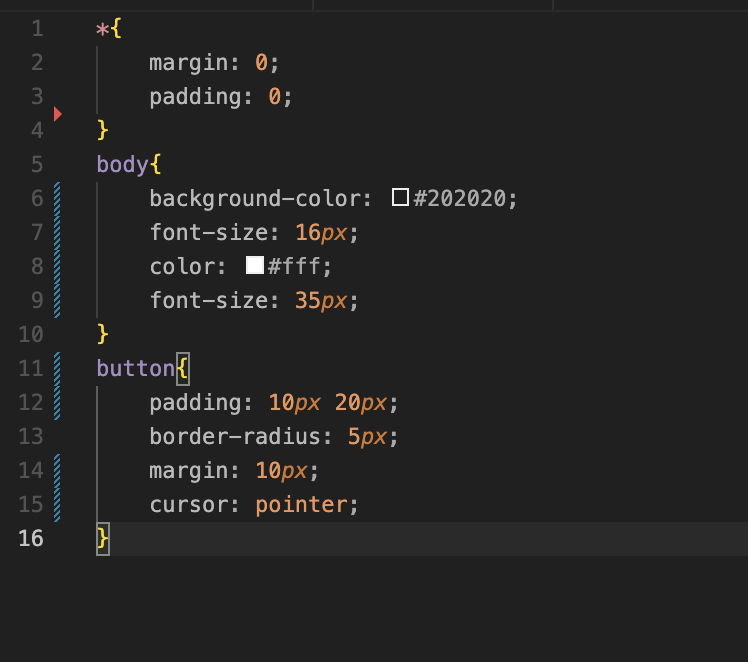 1 *{
2 margin: 0;
3 padding: 0;
4 }
5 body{
6 background-color: #202020;
7 font-size: 16px;
8 color: #fff;
9 font-size: 35px;
10 }
11 button{
12 padding: 10px 20px;
13 border-radius: 5px;
14 margin: 10px;
15 cursor: pointer;
16 }